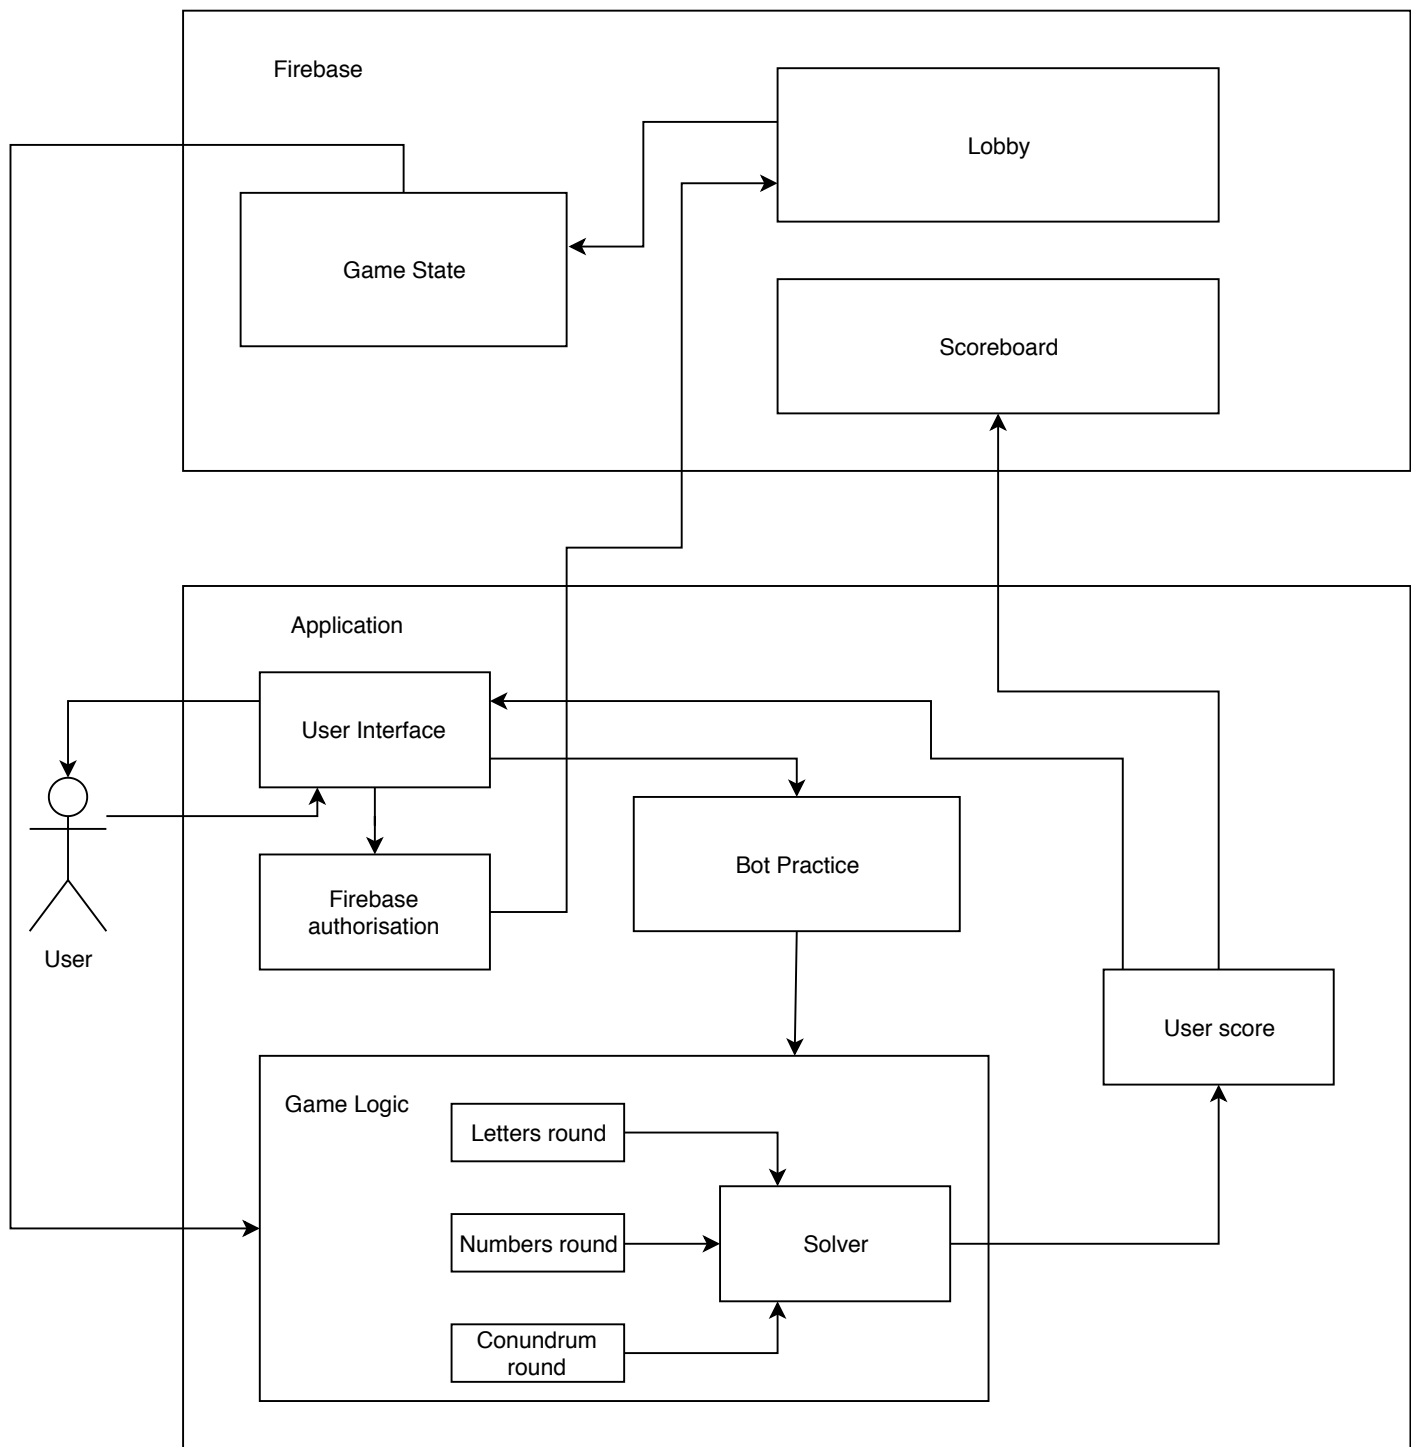 Firebase
Lobby
Game State
Scoreboard
Application
User Interface
Bot Practice
Firebase
authorisation
User
User score
Game Logic
Letters round
Numbers round
Solver
Conundrum
round